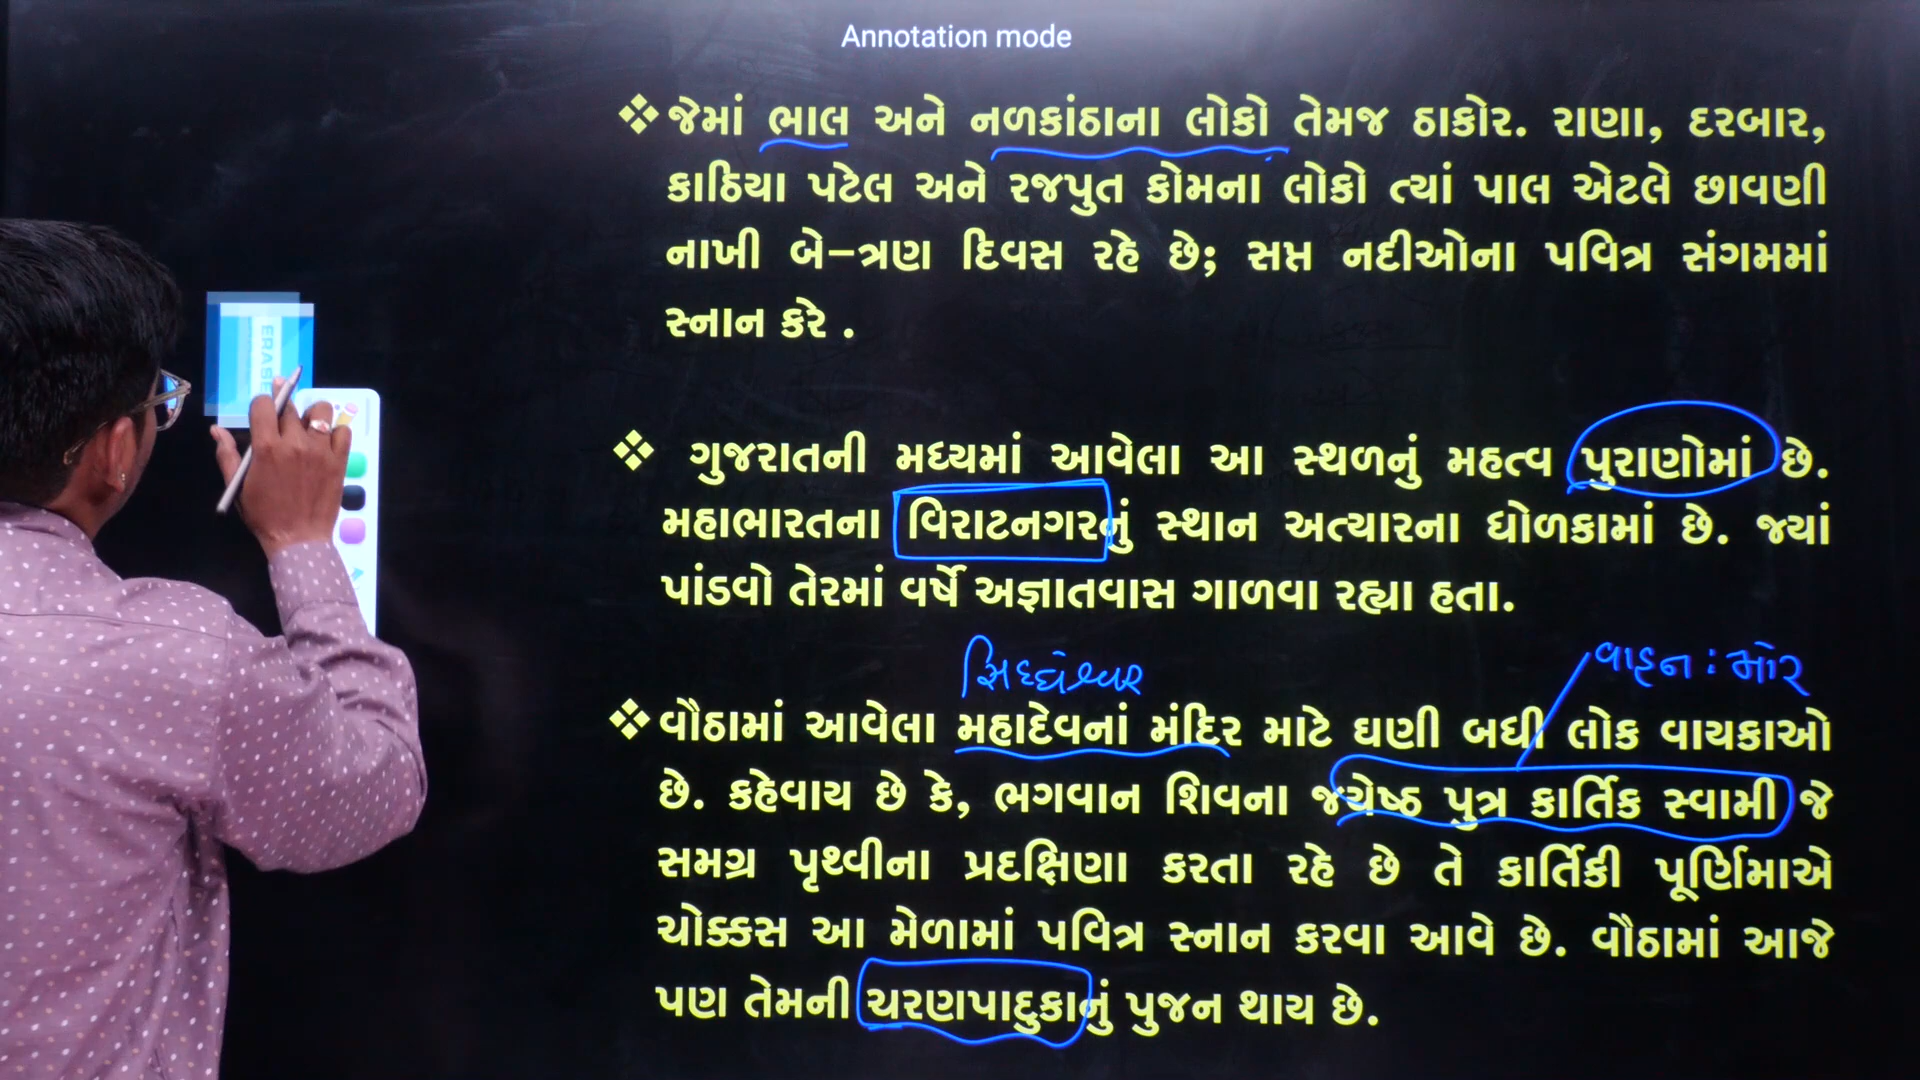 Annotation mode
❖ જેમાં ભાલ અને નળકાંઠાના લોકો તેમજ ઠાકોર. રાણા, દરબાર,
કાઠિયા પટેલ અને રજપુત કોમના લોકો ત્યાં પાલ એટલે છાવણી
નાખી બે-ત્રણ દિવસ રહે છે; સપ્ત નદીઓના પવિત્ર સંગમમાં
સ્નાન કરે .
ERASE
❖ ગુજરાતની મધ્યમાં આવેલા આ સ્થળનું મહત્વ પુરાણોમાં છે.
મહાભારતના વિરાટનગરનું સ્થાન અત્યારના ધોળકામાં છે. જ્યાં
પાંડવો તેરમાં વર્ષે અજ્ઞાતવાસ ગાળવા રહ્યા હતા.
સિધ્ધેશ્વર
વાહન : મોર
❖ વૌઠામાં આવેલા મહાદેવનાં મંદિર માટે ઘણી બધી લોક વાયકાઓ
છે. કહેવાય છે કે, ભગવાન શિવના જયેષ્ઠ પુત્ર કાર્તિક સ્વામી જે
સમગ્ર પૃથ્વીના પ્રદક્ષિણા કરતા રહે છે તે કાર્તિકી પૂર્ણિમાએ
ચોક્કસ આ મેળામાં પવિત્ર સ્નાન કરવા આવે છે. વૌઠામાં આજે
પણ તેમની ચરણપાદુકાનું પુજન થાય છે.